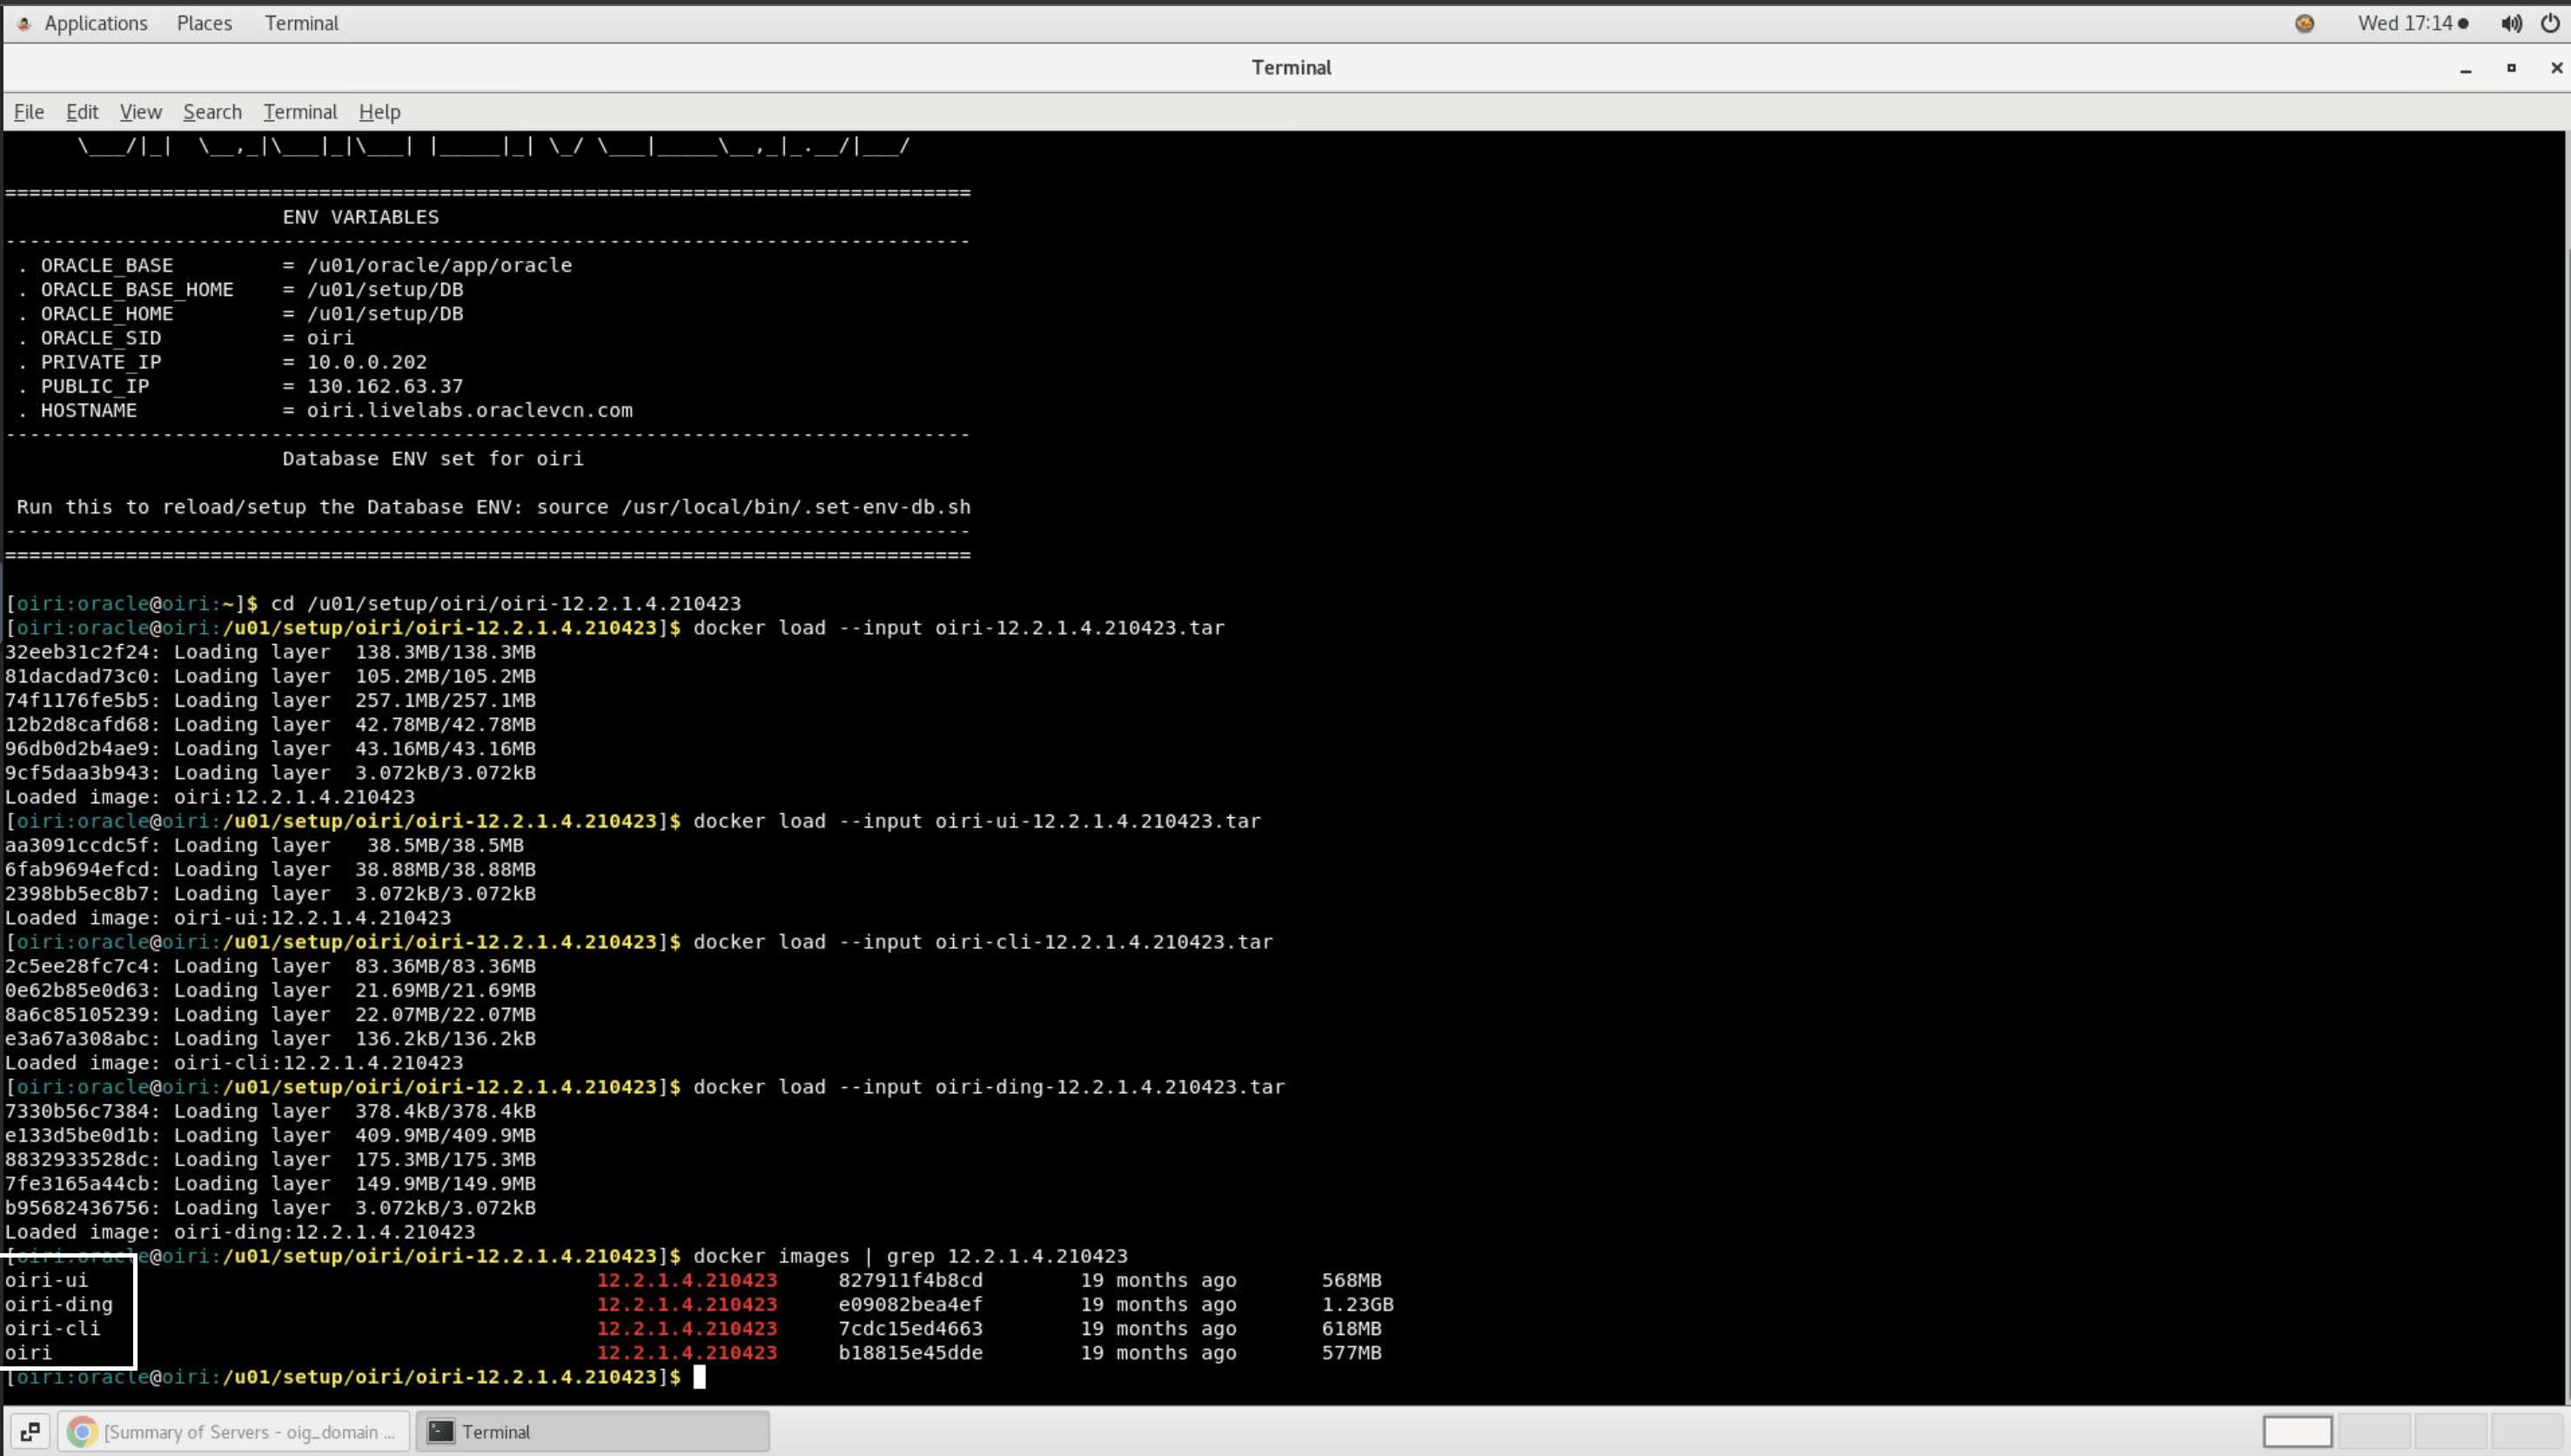 Applications Places Terminal Wed 17:14
Terminal
File Edit View Search Terminal Help
\___/|_|  \__,_|\___|_|\___| |_____|_| \_/ \___|_____\__,_|_.__/|___/
================================================================================
ENV VARIABLES
--------------------------------------------------------------------------------
. ORACLE_BASE = /u01/oracle/app/oracle
. ORACLE_BASE_HOME = /u01/setup/DB
. ORACLE_HOME = /u01/setup/DB
. ORACLE_SID = oiri
. PRIVATE_IP = 10.0.0.202
. PUBLIC_IP = 130.162.63.37
. HOSTNAME = oiri.livelabs.oraclevcn.com
--------------------------------------------------------------------------------
Database ENV set for oiri
Run this to reload/setup the Database ENV: source /usr/local/bin/.set-env-db.sh
--------------------------------------------------------------------------------
================================================================================
[oiri:oracle@oiri:~]$ cd /u01/setup/oiri/oiri-12.2.1.4.210423
[oiri:oracle@oiri:/u01/setup/oiri/oiri-12.2.1.4.210423]$ docker load --input oiri-12.2.1.4.210423.tar
32eeb31c2f24: Loading layer 138.3MB/138.3MB
81dacdad73c0: Loading layer 105.2MB/105.2MB
74f1176fe5b5: Loading layer 257.1MB/257.1MB
12b2d8cafd68: Loading layer 42.78MB/42.78MB
96db0d2b4ae9: Loading layer 43.16MB/43.16MB
9cf5daa3b943: Loading layer 3.072kB/3.072kB
Loaded image: oiri:12.2.1.4.210423
[oiri:oracle@oiri:/u01/setup/oiri/oiri-12.2.1.4.210423]$ docker load --input oiri-ui-12.2.1.4.210423.tar
aa3091ccdc5f: Loading layer 38.5MB/38.5MB
6fab9694efcd: Loading layer 38.88MB/38.88MB
2398bb5ec8b7: Loading layer 3.072kB/3.072kB
Loaded image: oiri-ui:12.2.1.4.210423
[oiri:oracle@oiri:/u01/setup/oiri/oiri-12.2.1.4.210423]$ docker load --input oiri-cli-12.2.1.4.210423.tar
2c5ee28fc7c4: Loading layer 83.36MB/83.36MB
0e62b85e0d63: Loading layer 21.69MB/21.69MB
8a6c85105239: Loading layer 22.07MB/22.07MB
e3a67a308abc: Loading layer 136.2kB/136.2kB
Loaded image: oiri-cli:12.2.1.4.210423
[oiri:oracle@oiri:/u01/setup/oiri/oiri-12.2.1.4.210423]$ docker load --input oiri-ding-12.2.1.4.210423.tar
7330b56c7384: Loading layer 378.4kB/378.4kB
e133d5be0d1b: Loading layer 409.9MB/409.9MB
8832933528dc: Loading layer 175.3MB/175.3MB
7fe3165a44cb: Loading layer 149.9MB/149.9MB
b95682436756: Loading layer 3.072kB/3.072kB
Loaded image: oiri-ding:12.2.1.4.210423
[oiri:oracle@oiri:/u01/setup/oiri/oiri-12.2.1.4.210423]$ docker images | grep 12.2.1.4.210423
oiri-ui 12.2.1.4.210423 827911f4b8cd 19 months ago 568MB
oiri-ding 12.2.1.4.210423 e09082bea4ef 19 months ago 1.23GB
oiri-cli 12.2.1.4.210423 7cdc15ed4663 19 months ago 618MB
oiri 12.2.1.4.210423 b18815e45dde 19 months ago 577MB
[oiri:oracle@oiri:/u01/setup/oiri/oiri-12.2.1.4.210423]$
[Summary of Servers - oig_domain ... Terminal